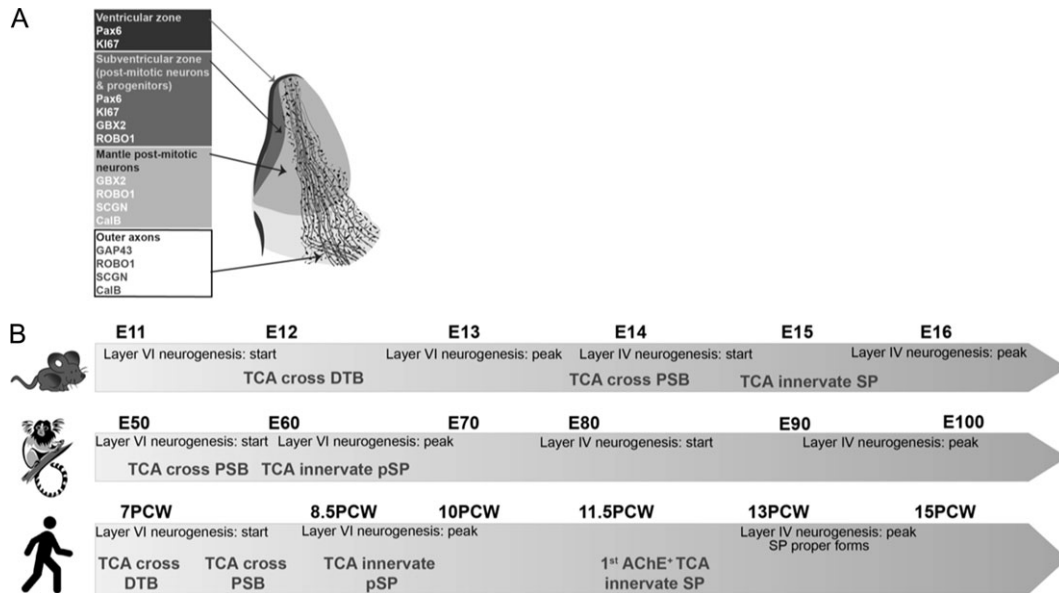 A
Ventricular zone
Pax6
KI67
Subventricular zone
(post-mitotic neurons
& progenitors)
Pax6
KI67
GBX2
ROBO1
Mantle post-mitotic
neurons
GBX2
ROBO1
SCGN
CalB
Outer axons
GAP43
ROBO1
SCGN
CalB
B
E11 E12 E13 E14 E15 E16
Layer VI neurogenesis: start Layer VI neurogenesis: peak Layer IV neurogenesis: start Layer IV neurogenesis: peak
TCA cross DTB TCA cross PSB TCA innervate SP
E50 E60 E70 E80 E90 E100
Layer VI neurogenesis: start Layer VI neurogenesis: peak Layer IV neurogenesis: start Layer IV neurogenesis: peak
TCA cross PSB TCA innervate pSP
7PCW 8.5PCW 10PCW 11.5PCW 13PCW 15PCW
Layer VI neurogenesis: start Layer VI neurogenesis: peak Layer IV neurogenesis: peak
SP proper forms
TCA cross TCA cross TCA innervate 1st AChE+ TCA
DTB PSB pSP innervate SP